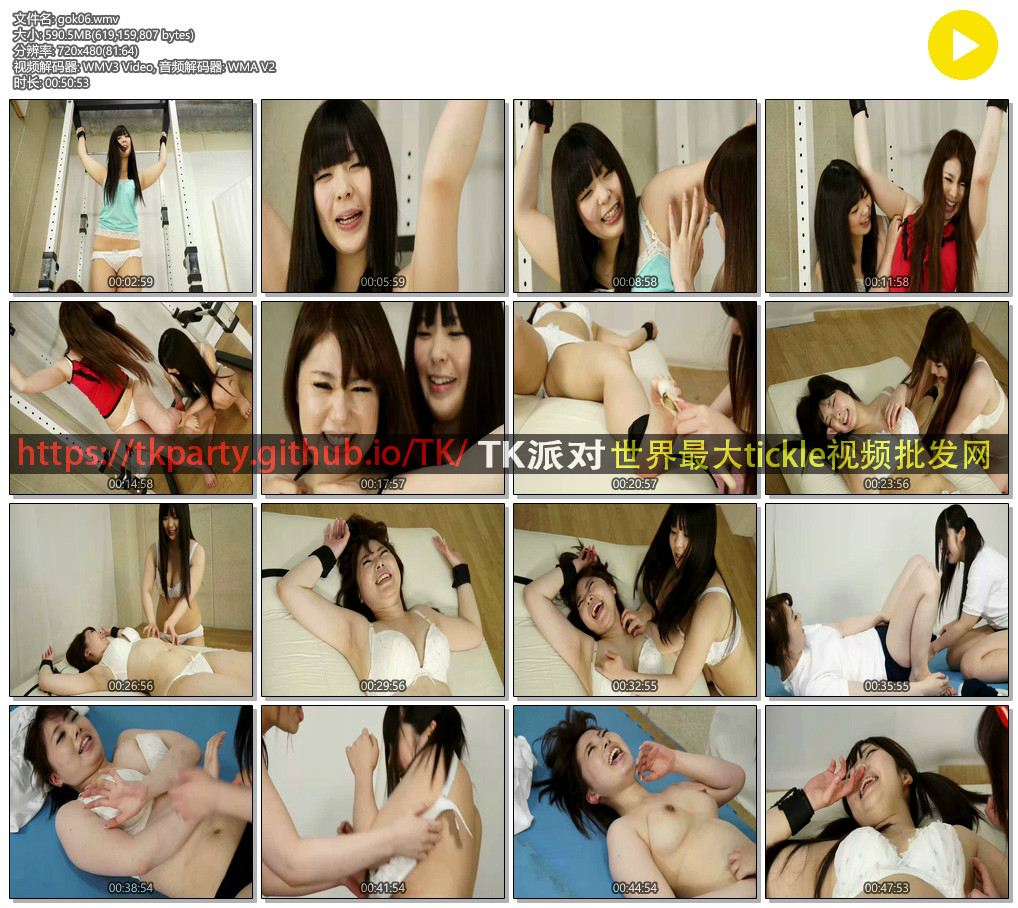 文件名: gok06.wmv
大小: 590.5MB(619,159,807 bytes)
分辨率: 720x480(81:64)
视频解码器: WMV3 Video, 音频解码器: WMA V2
时长: 00:50:53
00:02:59
00:05:59
00:08:58
00:11:58
https://tkparty.github.io/TK/ TK派对 世界最大tickle视频批发网
00:14:58
00:17:57
00:20:57
00:23:56
00:26:56
00:29:56
00:32:55
00:35:55
00:38:54
00:41:54
00:44:54
00:47:53